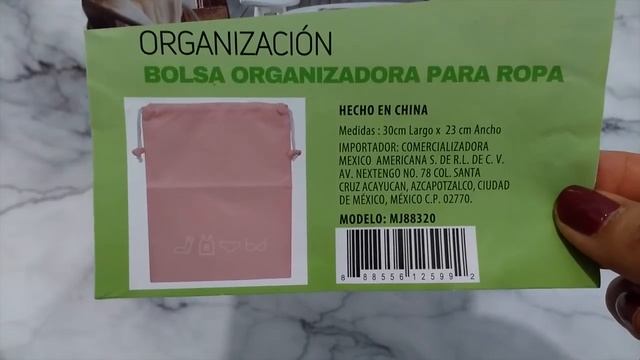 ORGANIZACIÓN
BOLSA ORGANIZADORA PARA ROPA
HECHO EN CHINA
Medidas : 30cm Largo x 23 cm Ancho
IMPORTADOR: COMERCIALIZADORA
MEXICO AMERICANA S. DE R.L. DE C. V.
AV. NEXTENGO NO. 78 COL. SANTA
CRUZ ACAYUCAN, AZCAPOTZALCO, CIUDAD
DE MÉXICO, MÉXICO C.P. 02770.
MODELO: MJ88320
8 88556 12599 2